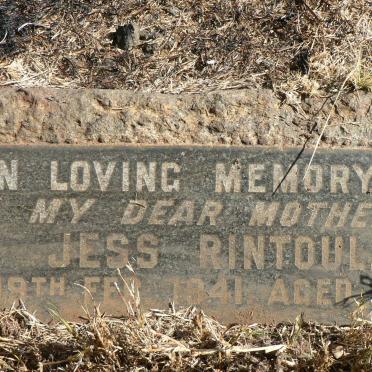 N LOVING MEMORY
MY DEAR MOTHE
JESS RINTOUL
19TH FEB 1941 AGED